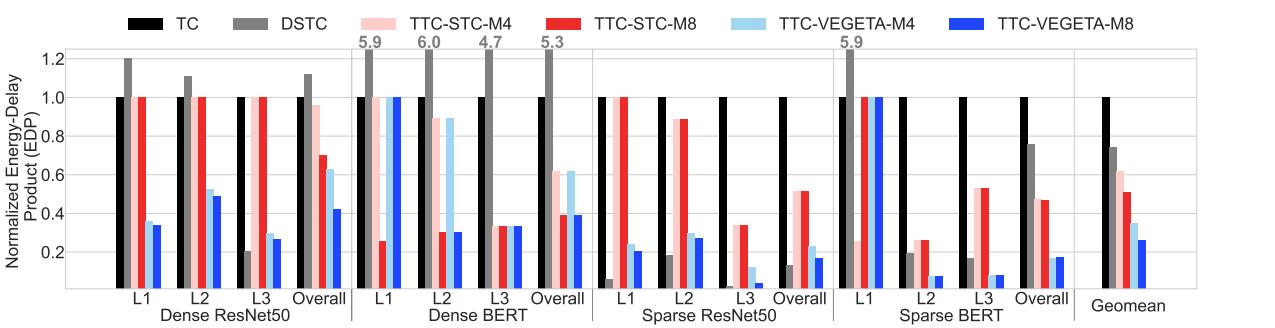 TC DSTC TTC-STC-M4 TTC-STC-M8 TTC-VEGETA-M4 TTC-VEGETA-M8
5.9 6.0 4.7 5.3 5.9
Normalized Energy-Delay
Product (EDP)
1.2
1.0
0.8
0.6
0.4
0.2
L1 L2 L3 Overall L1 L2 L3 Overall L1 L2 L3 Overall L1 L2 L3 Overall Geomean
Dense ResNet50 Dense BERT Sparse ResNet50 Sparse BERT